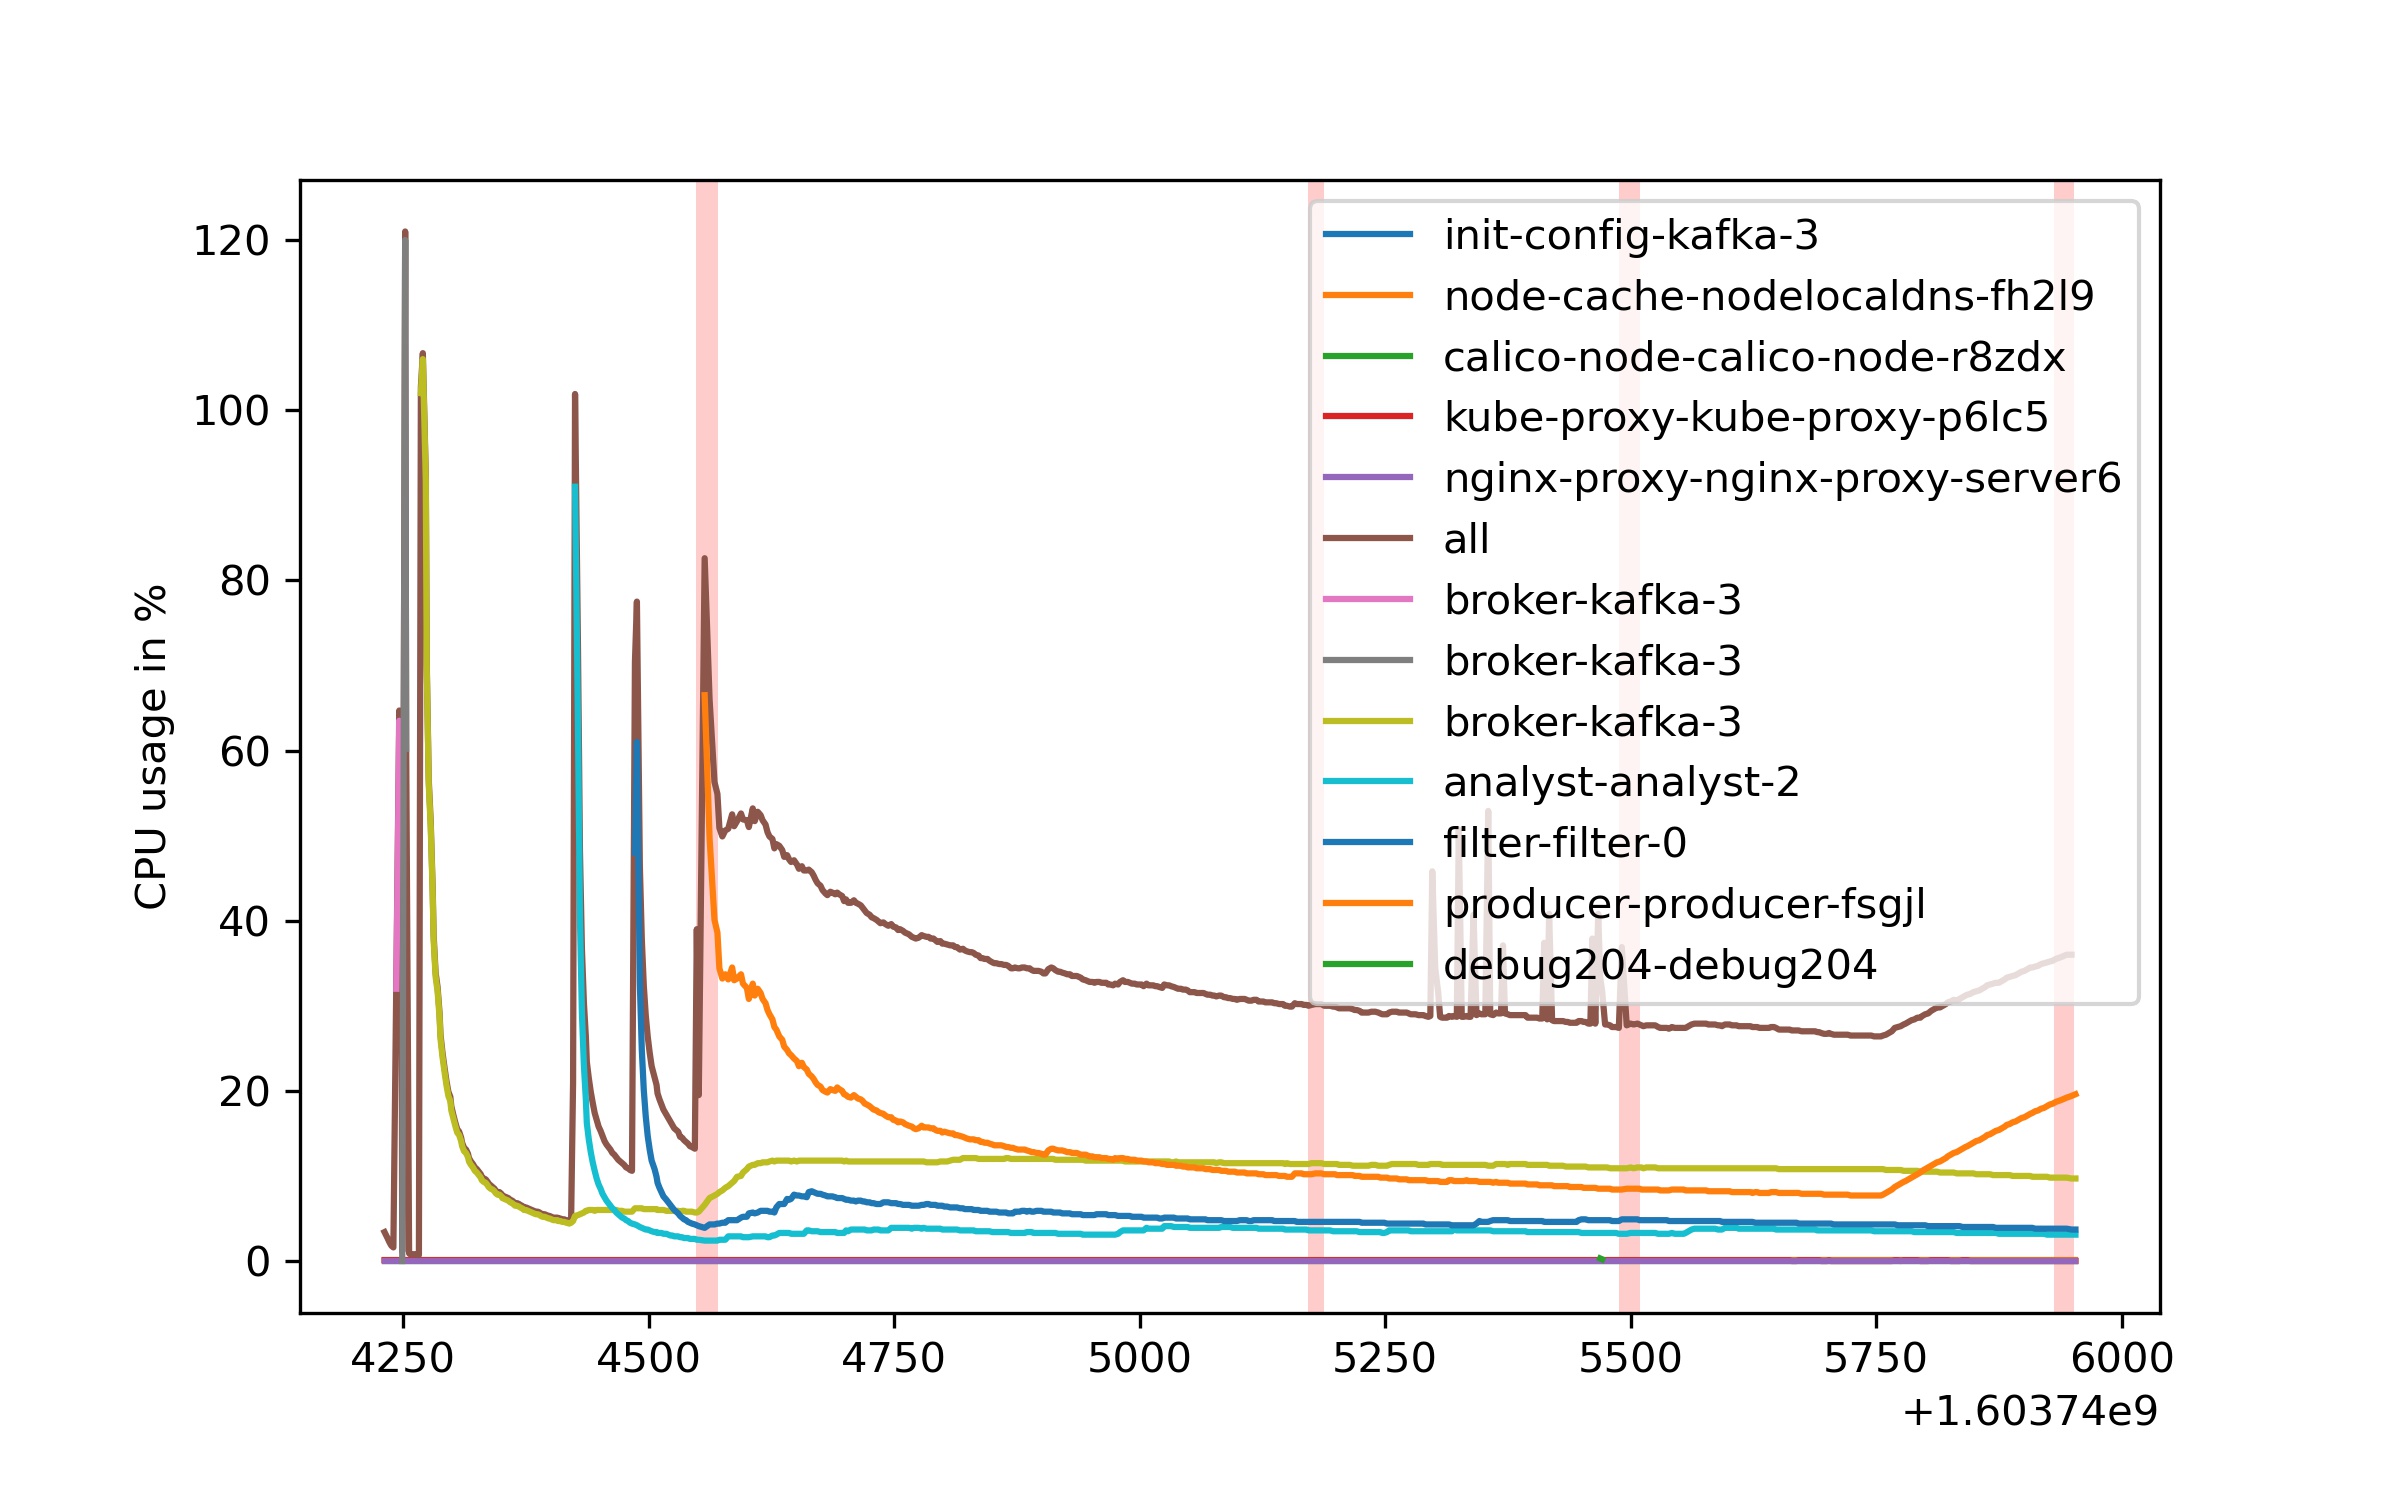 CPU usage in %
120
100
80
60
40
20
0
init-config-kafka-3
node-cache-nodelocaldns-fh2l9
calico-node-calico-node-r8zdx
kube-proxy-kube-proxy-p6lc5
nginx-proxy-nginx-proxy-server6
all
broker-kafka-3
broker-kafka-3
broker-kafka-3
analyst-analyst-2
filter-filter-0
producer-producer-fsgjl
debug204-debug204
4250 4500 4750 5000 5250 5500 5750 6000
+1.60374e9